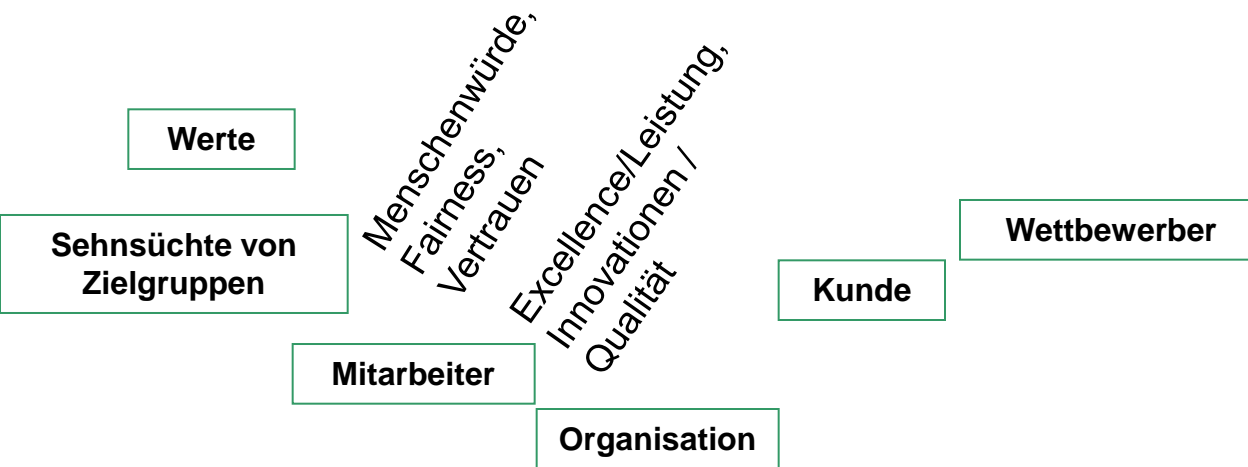 Werte
Sehnsüchte von
Zielgruppen
Menschenwürde,
Fairness,
Vertrauen
Excellence/Leistung,
Innovationen /
Qualität
Mitarbeiter
Organisation
Kunde
Wettbewerber